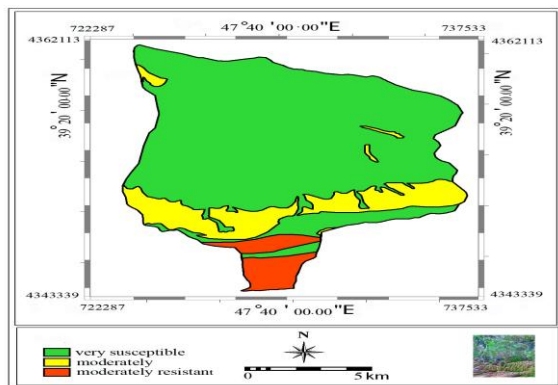 722287 47°40 '00·00"E 737533
4362113 4362113
39°20 '00.00"N 39°20 '00.00"N
4343339 4343339
722287 47°40 '00·00"E 737533
N
very susceptible
moderately
moderately resistant
0 5 km